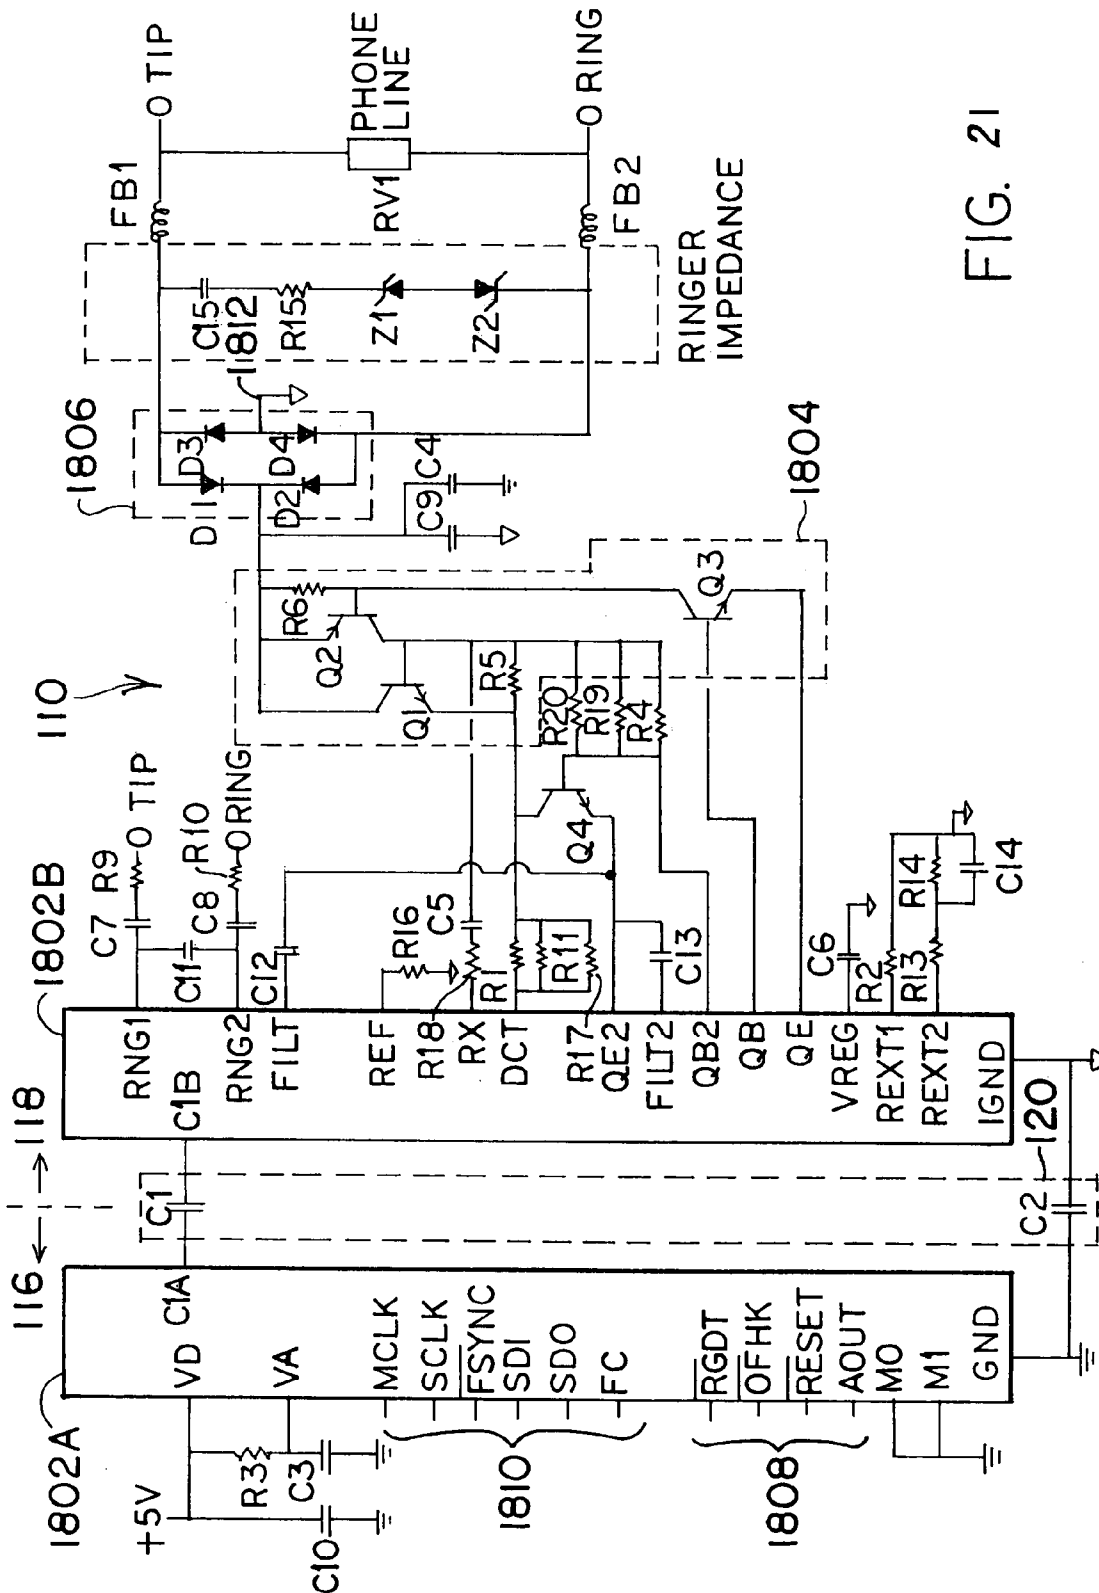 110
116
118
1802A
1802B
+5V
C10
R3
C3
VD
C1A
VA
MCLK
SCLK
FSYNC
SDI
SDO
FC
1810
RGDT
OFHK
RESET
AOUT
M0
M1
GND
1808
C1
C2
120
RNG1
C1B
RNG2
FILT
REF
RX
DCT
QE2
FILT2
QB2
QB
QE
VREG
REXT1
REXT2
IGND
C7
R9
O TIP
C11
C8
R10
O RING
C12
R16
R18
C5
R1
R11
R17
C13
C6
R2
R13
R14
C14
Q4
R20
R19
R4
R5
Q1
Q2
R6
Q3
1804
C9
C4
1806
D1
D3
D2
D4
1812
C15
R15
Z1
Z2
RINGER
IMPEDANCE
FB1
FB2
RV1
PHONE
LINE
O TIP
O RING
FIG. 21